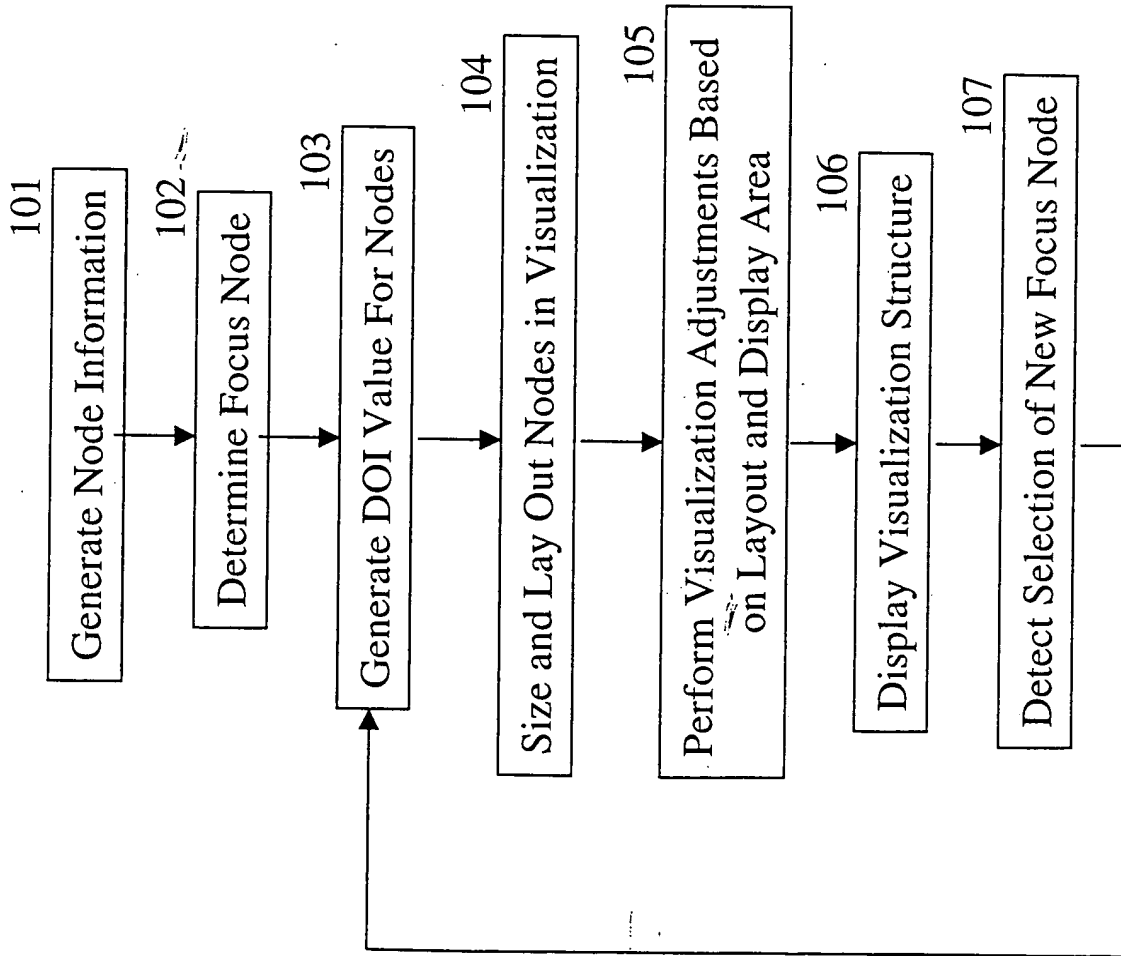 101
Generate Node Information
102
Determine Focus Node
103
Generate DOI Value For Nodes
104
Size and Lay Out Nodes in Visualization
105
Perform Visualization Adjustments Based
on Layout and Display Area
106
Display Visualization Structure
107
Detect Selection of New Focus Node